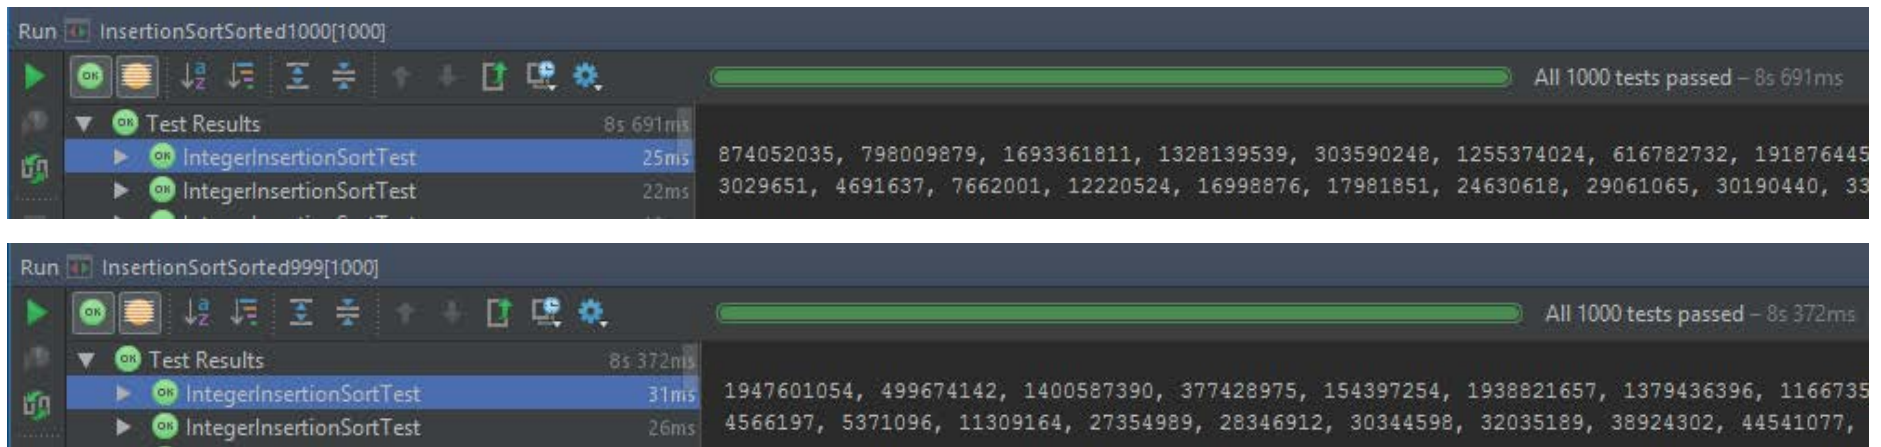 Run InsertionSortSorted1000[1000]
All 1000 tests passed – 8s 691ms
Test Results 8s 691ms
IntegerInsertionSortTest 25ms 874052035, 798009879, 1693361811, 1328139539, 303590248, 1255374024, 616782732, 191876445
IntegerInsertionSortTest 22ms 3029651, 4691637, 7662001, 12220524, 16998876, 17981851, 24630618, 29061065, 30190440, 33
Run InsertionSortSorted999[1000]
All 1000 tests passed – 8s 372ms
Test Results 8s 372ms
IntegerInsertionSortTest 31ms 1947601054, 499674142, 1400587390, 377428975, 154397254, 1938821657, 1379436396, 1166735
IntegerInsertionSortTest 26ms 4566197, 5371096, 11309164, 27354989, 28346912, 30344598, 32035189, 38924302, 44541077,